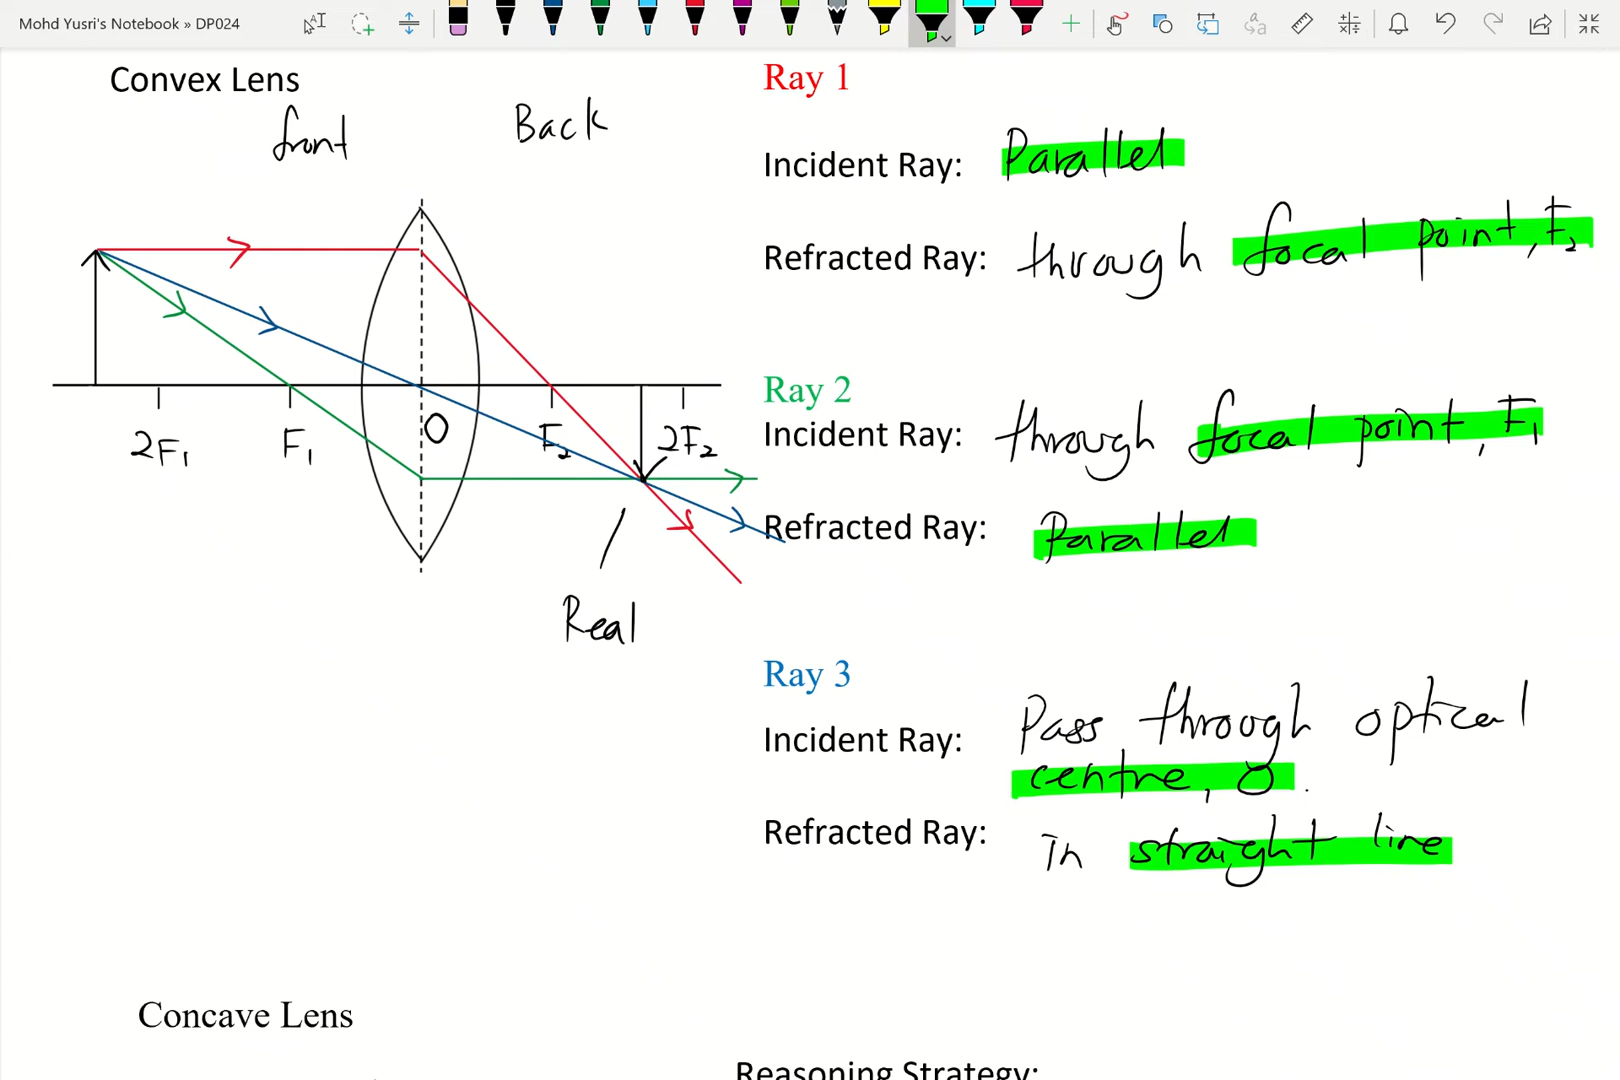 Mohd Yusri's Notebook » DP024
Convex Lens
front
Back
2F₁
F₁
O
F₂
2F₂
Real
Ray 1
Incident Ray: Parallel
Refracted Ray: through focal point, F₂
Ray 2
Incident Ray: through focal point, F₁
Refracted Ray: Parallel
Ray 3
Incident Ray: Pass through optical
centre, O.
Refracted Ray: in straight line
Concave Lens
Reasoning Strategy: